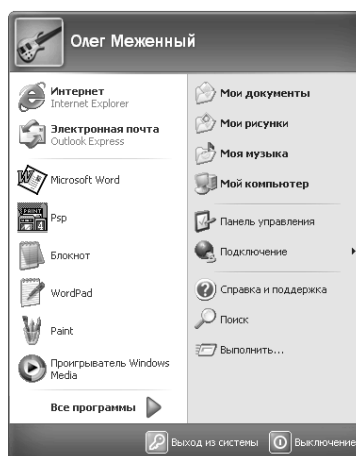 Олег Меженный
Интернет
Internet Explorer
Электронная почта
Outlook Express
Microsoft Word
Psp
Блокнот
WordPad
Paint
Проигрыватель Windows
Media
Все программы
Мои документы
Мои рисунки
Моя музыка
Мой компьютер
Панель управления
Подключение
Справка и поддержка
Поиск
Выполнить...
Выход из системы
Выключение